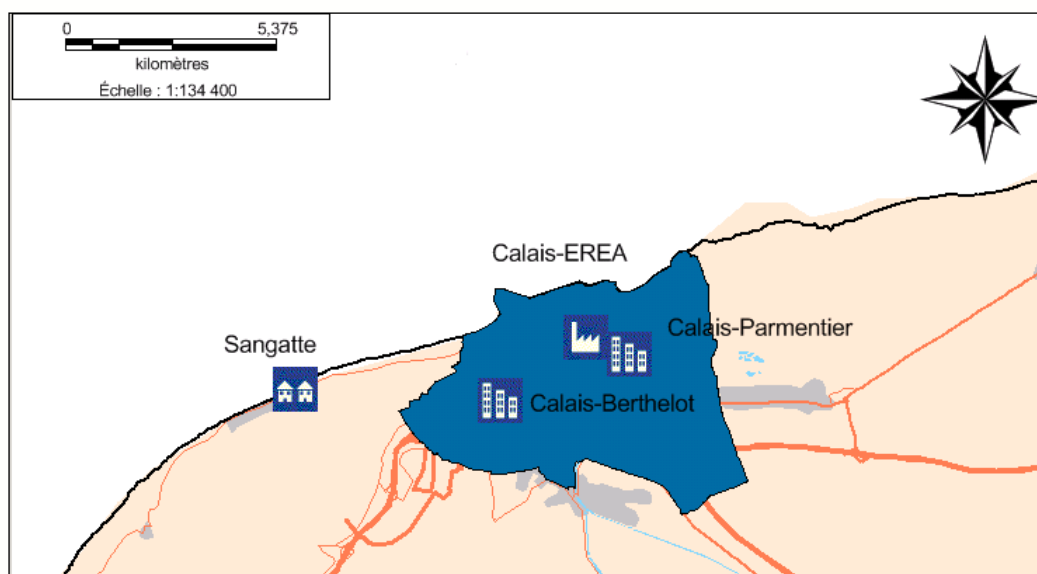 0 5,375
kilomètres
Échelle : 1:134 400
Calais-EREA
Calais-Parmentier
Sangatte
Calais-Berthelot